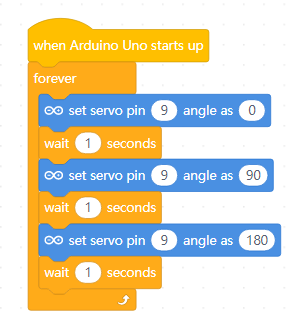 when Arduino Uno starts up
forever
set servo pin 9 angle as 0
wait 1 seconds
set servo pin 9 angle as 90
wait 1 seconds
set servo pin 9 angle as 180
wait 1 seconds